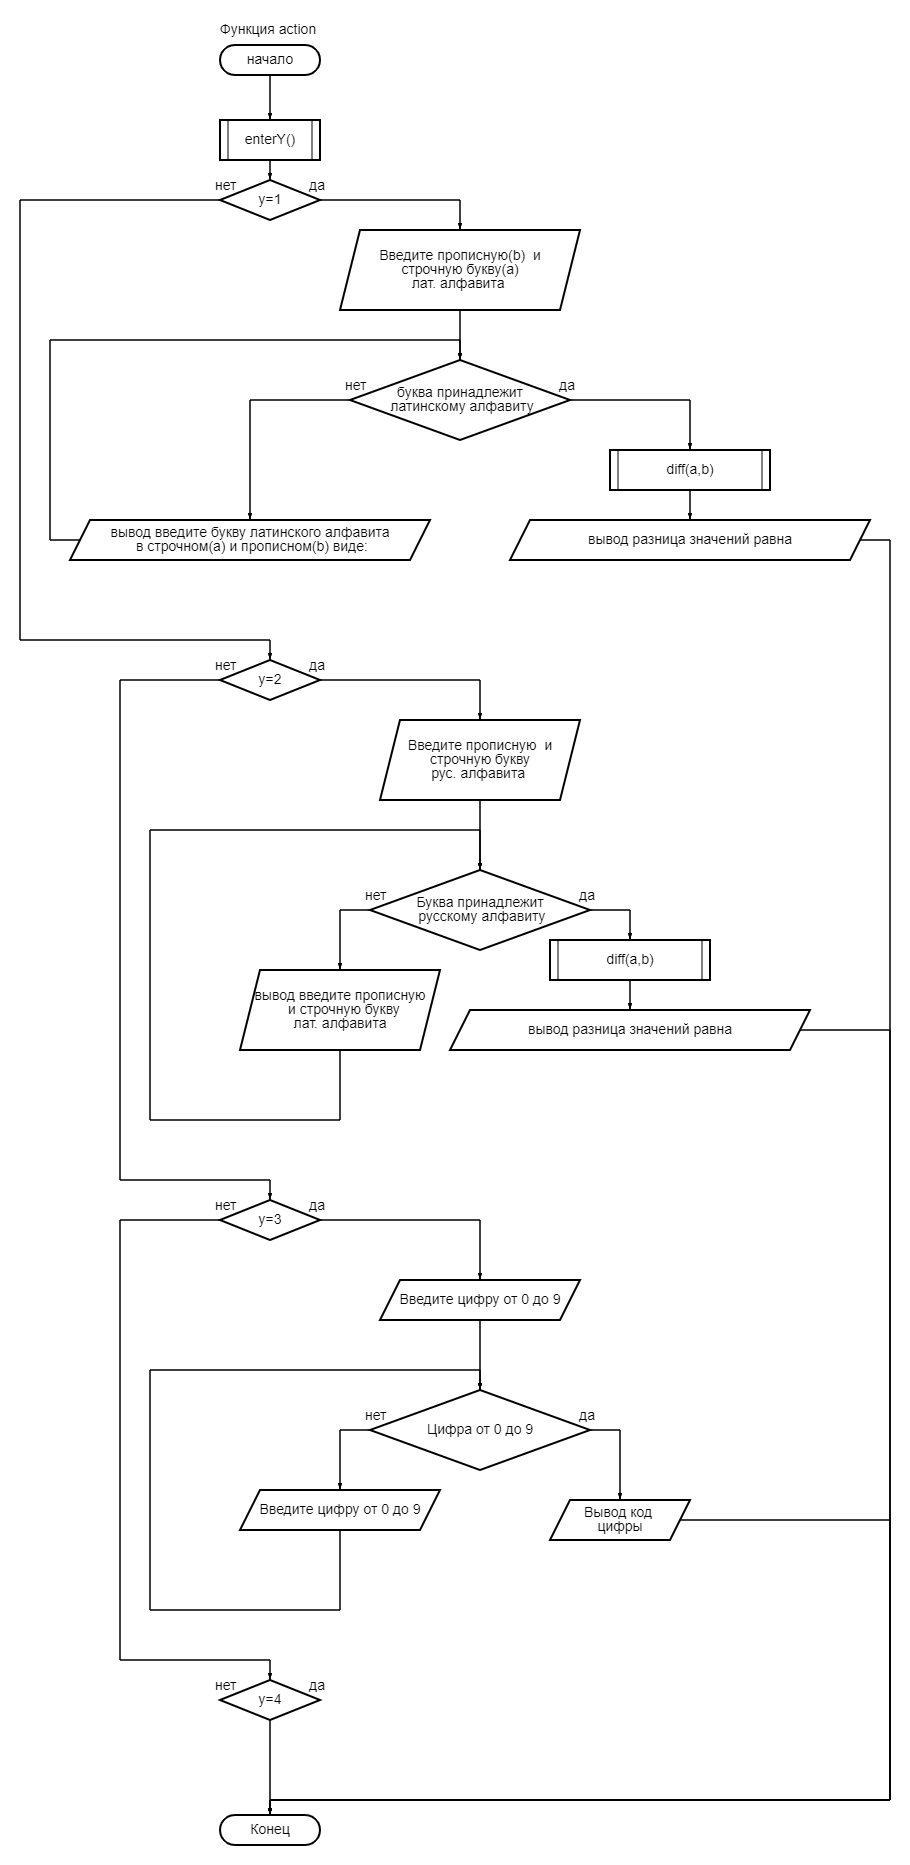 Функция action
начало
enterY()
нет
да
y=1
Введите прописную(b)  и
строчную букву(a)
лат. алфавита
нет
да
буква принадлежит
латинскому алфавиту
diff(a,b)
вывод введите букву латинского алфавита
в строчном(a) и прописном(b) виде:
вывод разница значений равна
нет
да
y=2
Введите прописную  и
строчную букву
рус. алфавита
нет
да
Буква принадлежит
русскому алфавиту
diff(a,b)
вывод введите прописную
и строчную букву
лат. алфавита
вывод разница значений равна
нет
да
y=3
Введите цифру от 0 до 9
нет
да
Цифра от 0 до 9
Введите цифру от 0 до 9
Вывод код
цифры
нет
да
y=4
Конец